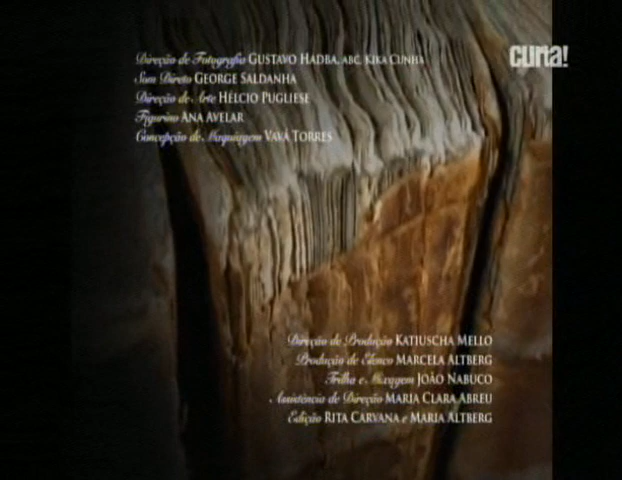 Direção de Fotografia GUSTAVO HADBA, ABC, KIKA CUNHA
curta!
Som Direto GEORGE SALDANHA
Direção de Arte HÉLCIO PUGLIESE
Figurino ANA AVELAR
Concepção de Maquiagem VAVÁ TORRES
Direção de Produção KATIUSCHA MELLO
Produção de Elenco MARCELA ALTBERG
Trilha e Mixagem JOÃO NABUCO
Assistência de Direção MARIA CLARA ABREU
Edição RITA CARVANA e MARIA ALTBERG